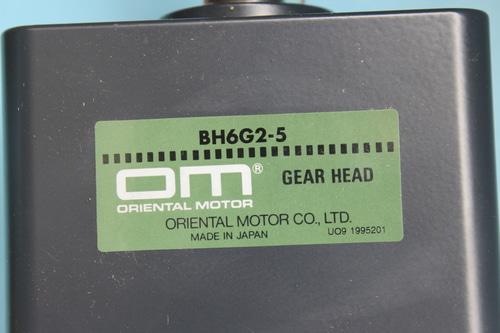 BH6G2-5
OM® GEAR HEAD
ORIENTAL MOTOR
ORIENTAL MOTOR CO., LTD.
MADE IN JAPAN UO9 1995201